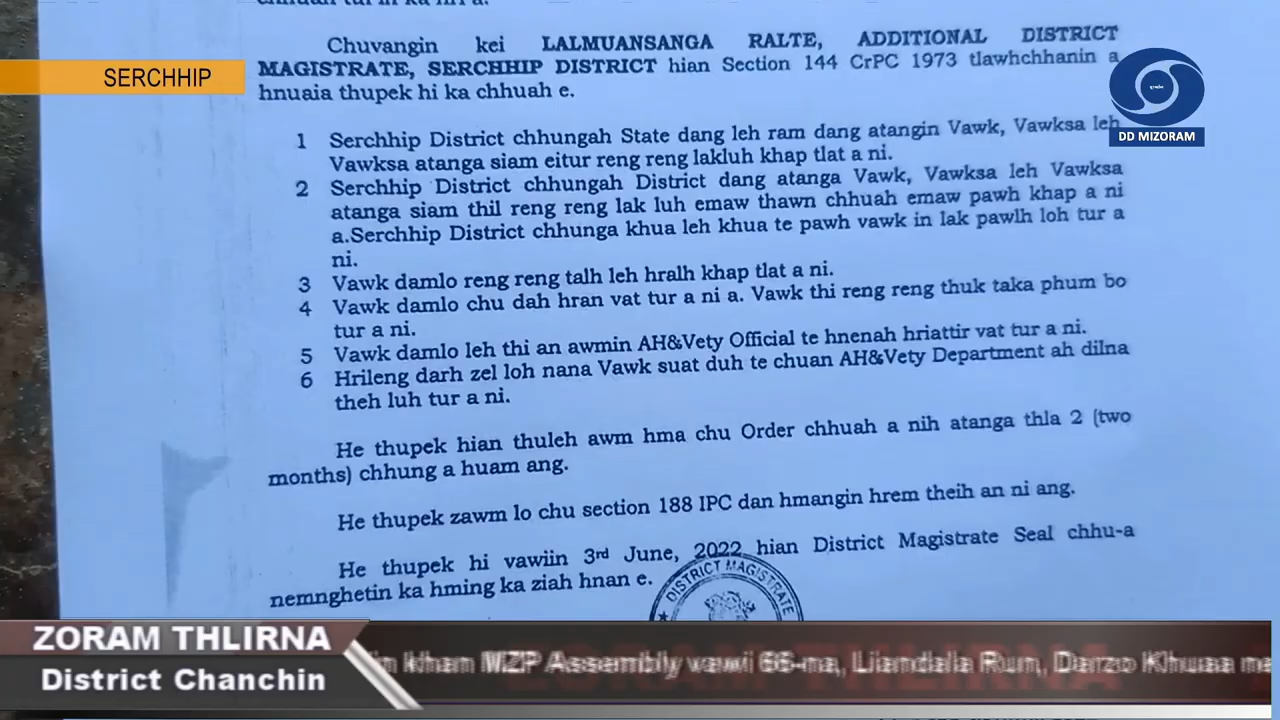 Chuvangin kei LALMUANSANGA RALTE, ADDITIONAL DISTRICT
MAGISTRATE, SERCHHIP DISTRICT hian Section 144 CrPC 1973 tlawhchhanin a
hnuaia thupek hi ka chhuah e.
SERCHHIP
DD MIZORAM
1 Serchhip District chhungah State dang leh ram dang atangin Vawk, Vawksa leh
Vawksa atanga siam eitur reng reng lakluh khap tlat a ni.
2 Serchhip District chhungah District dang atanga Vawk, Vawksa leh Vawksa
atanga siam thil reng reng lak luh emaw thawn chhuah emaw pawh khap a ni
a.Serchhip District chhunga khua leh khua te pawh vawk in lak pawlh loh tur a
ni.
3 Vawk damlo reng reng talh leh hralh khap tlat a ni.
4 Vawk damlo chu dah hran vat tur a ni a. Vawk thi reng reng thuk taka phum bo
tur a ni.
5 Vawk damlo leh thi an awmin AH&Vety Official te hnenah hriattir vat tur a ni.
6 Hrileng darh zel loh nana Vawk suat duh te chuan AH&Vety Department ah dilna
theh luh tur a ni.
He thupek hian thuleh awm hma chu Order chhuah a nih atanga thla 2 (two
months) chhung a huam ang.
He thupek zawm lo chu section 188 IPC dan hmangin hrem theih an ni ang.
He thupek hi vawiin 3rd June, 2022 hian District Magistrate Seal chhu-a
nemnghetin ka hming ka ziah hnan e.
DISTRICT MAGISTRATE
ZORAM THLIRNA
District Chanchin
kham MZP Assembly vawi 66-na, Liandala Run, Darzo Khuaa